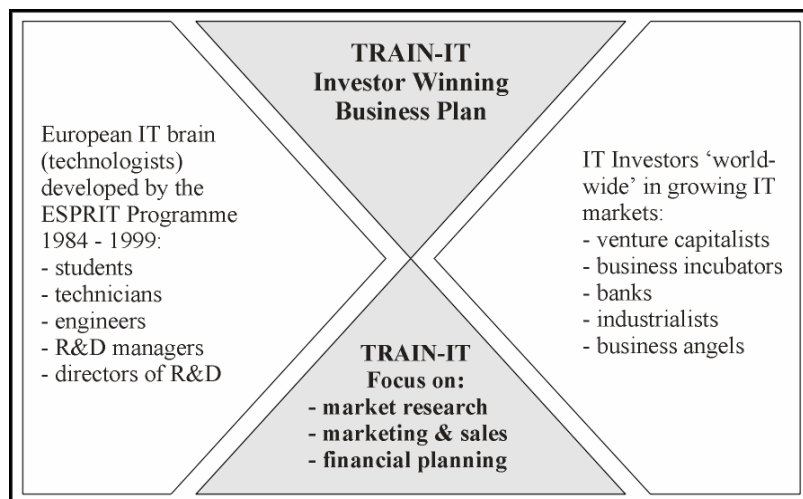 TRAIN-IT
Investor Winning
Business Plan
European IT brain
(technologists)
developed by the
ESPRIT Programme
1984 - 1999:
- students
- technicians
- engineers
- R&D managers
- directors of R&D
IT Investors ‘world-
wide’ in growing IT
markets:
- venture capitalists
- business incubators
- banks
- industrialists
- business angels
TRAIN-IT
Focus on:
- market research
- marketing & sales
- financial planning